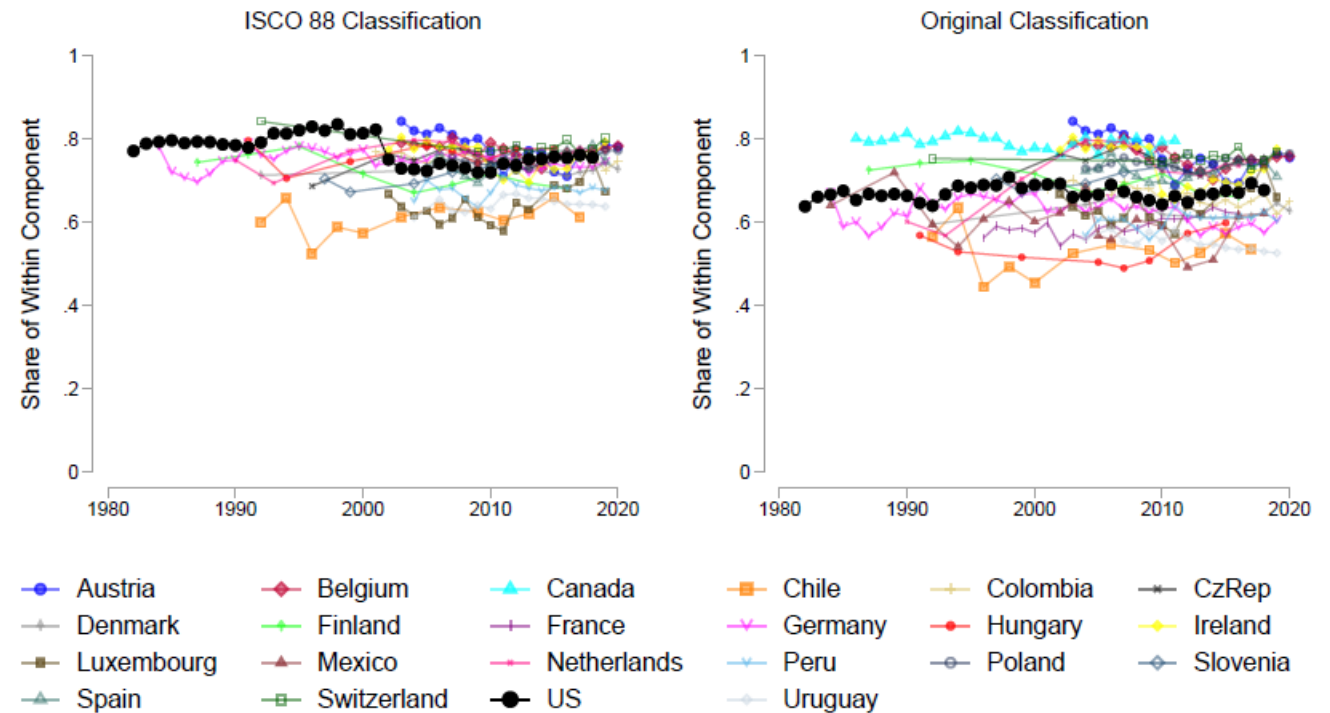 ISCO 88 Classification
Original Classification
Share of Within Component
1
.8
.6
.4
.2
0
1980 1990 2000 2010 2020
Share of Within Component
1
.8
.6
.4
.2
0
1980 1990 2000 2010 2020
Austria Belgium Canada Chile Colombia CzRep
Denmark Finland France Germany Hungary Ireland
Luxembourg Mexico Netherlands Peru Poland Slovenia
Spain Switzerland US Uruguay